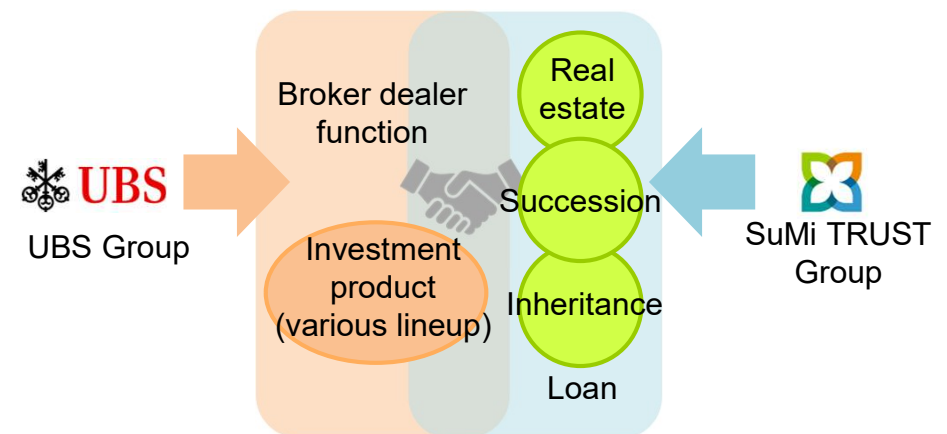 UBS
UBS Group
Broker dealer
function
Investment
product
(various lineup)
Real
estate
Succession
Inheritance
Loan
SuMi TRUST
Group